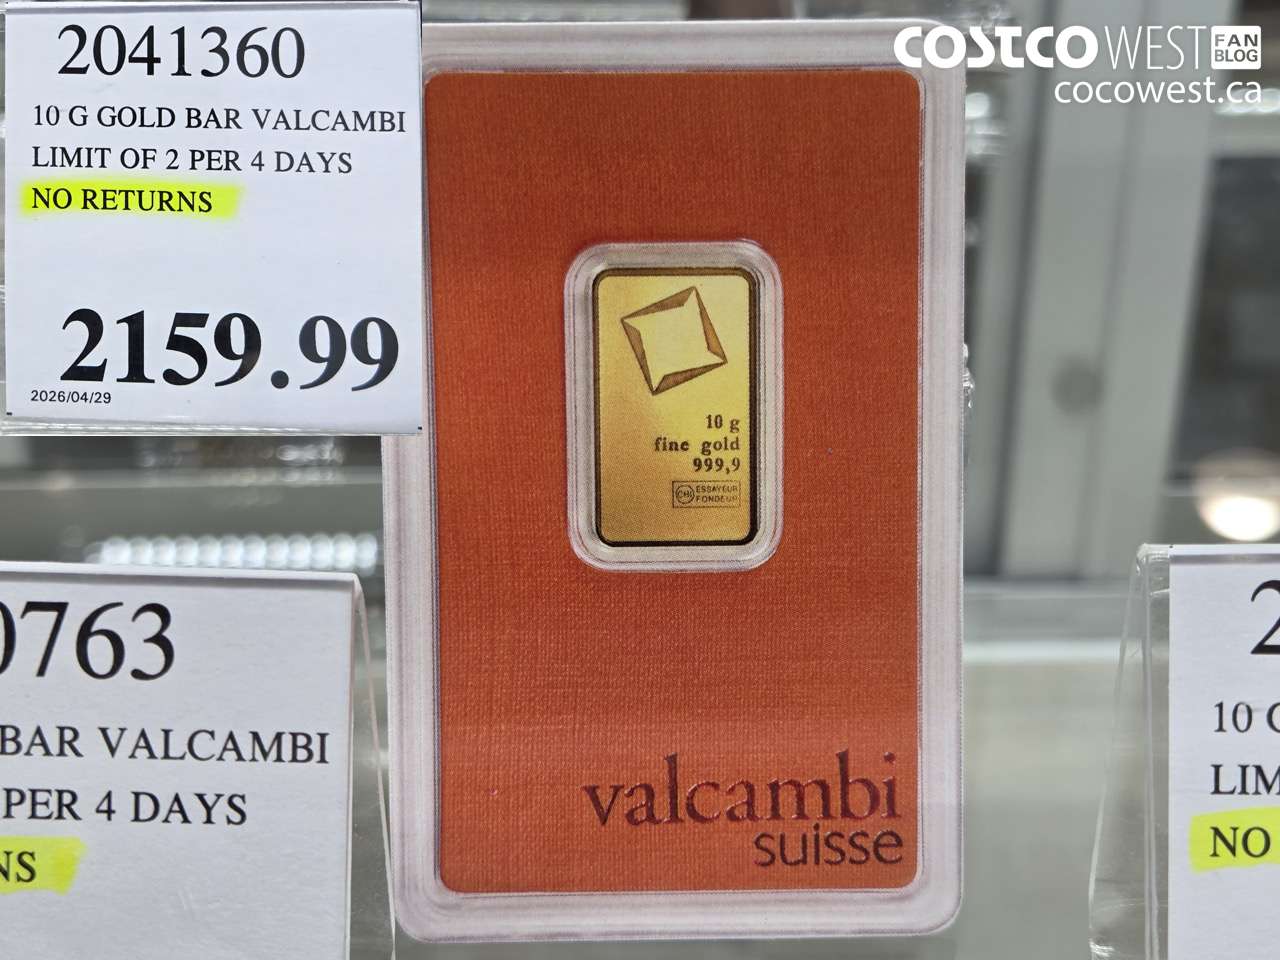 2041360
10 G GOLD BAR VALCAMBI
LIMIT OF 2 PER 4 DAYS
NO RETURNS
2159.99
2026/04/29
COSTCO WEST FAN BLOG
cocowest.ca
10 g
fine gold
999,9
CHI ESSAYEUR
FONDEUR
valcambi
suisse
0763
BAR VALCAMBI
PER 4 DAYS
NS
2
10 G
LIM
NO